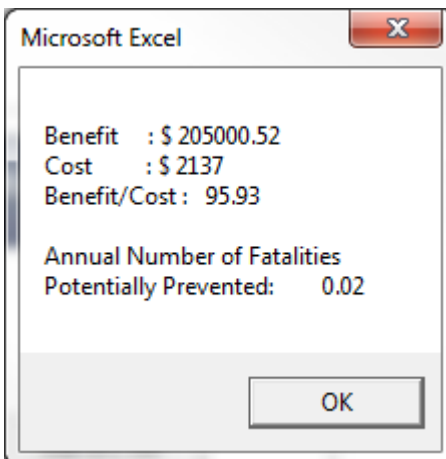 Microsoft Excel
Benefit : $ 205000.52
Cost : $ 2137
Benefit/Cost : 95.93
Annual Number of Fatalities
Potentially Prevented: 0.02
OK